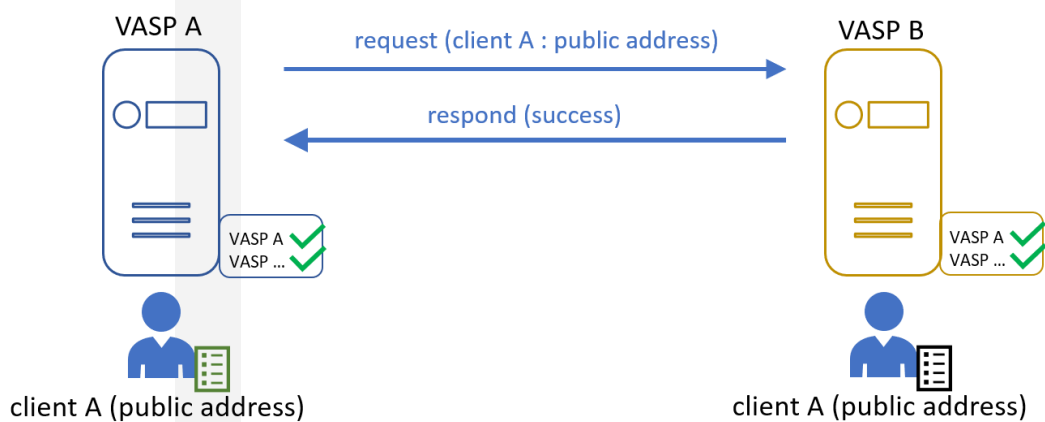 VASP A
VASP B
request (client A : public address)
respond (success)
VASP A
VASP ...
VASP A
VASP ...
client A (public address)
client A (public address)